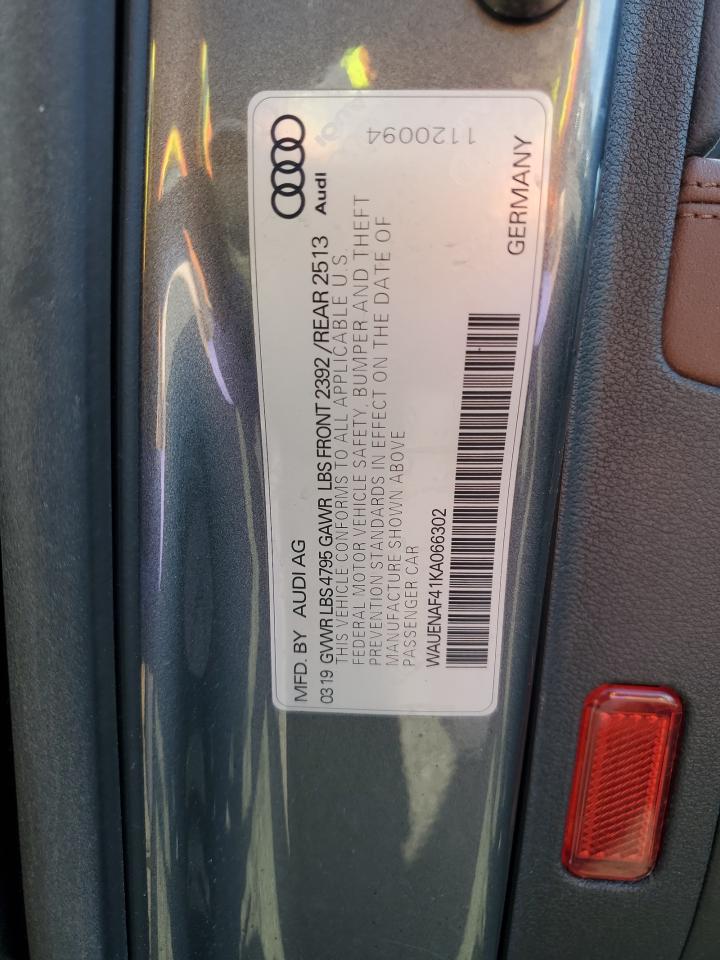 MFD. BY AUDI AG
Audi
0319 GVWR LBS 4795 GAWR LBS FRONT 2392 /REAR 2513
THIS VEHICLE CONFORMS TO ALL APPLICABLE U.S.
FEDERAL MOTOR VEHICLE SAFETY, BUMPER AND THEFT
PREVENTION STANDARDS IN EFFECT ON THE DATE OF
MANUFACTURE SHOWN ABOVE
PASSENGER CAR
WAUENAF41KA066302
GERMANY
1120094